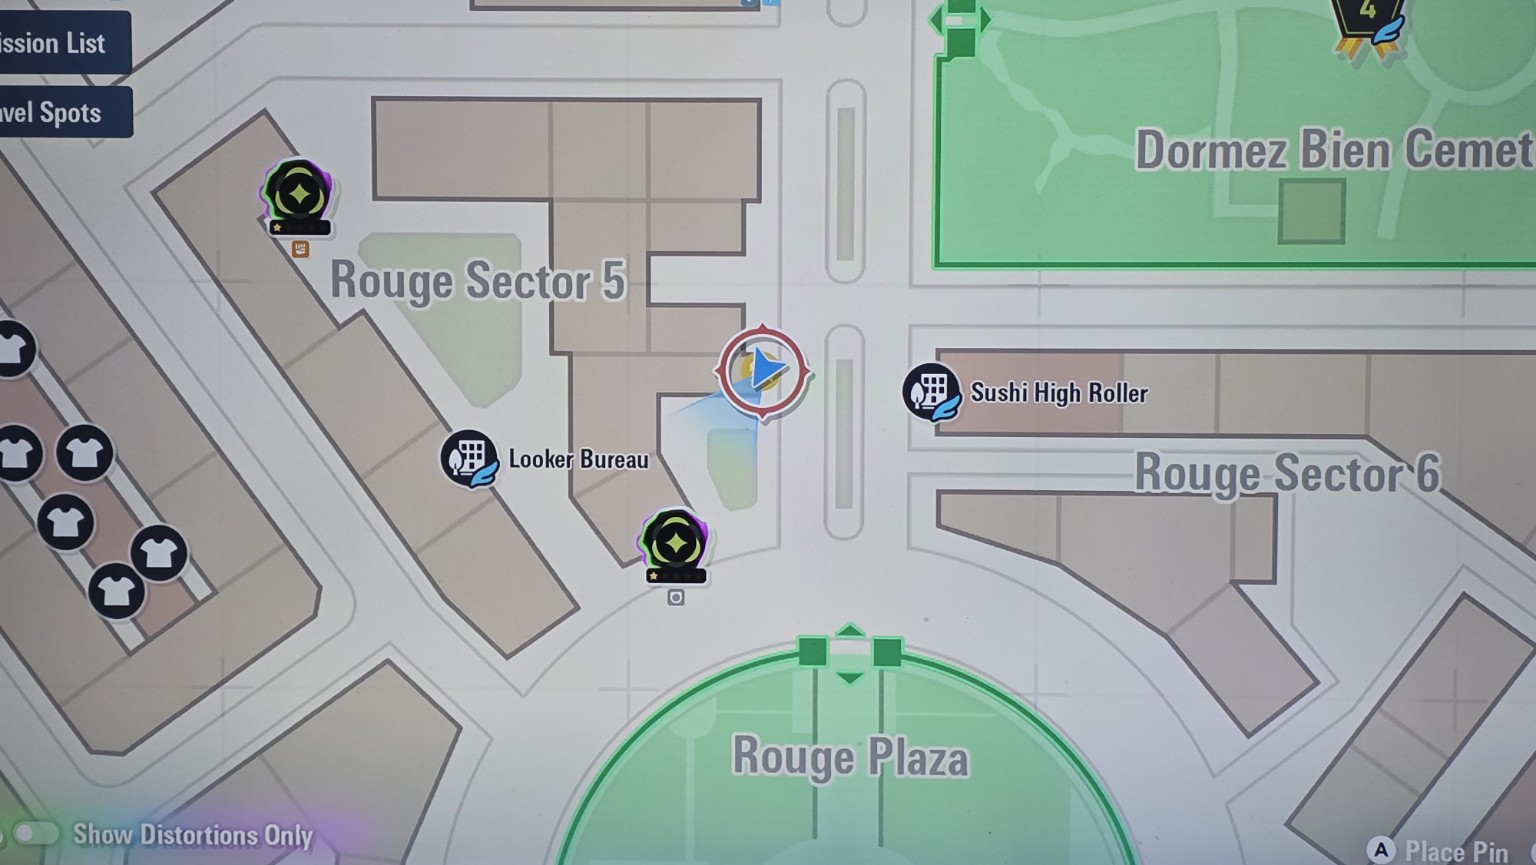 ission List
avel Spots
4
Dormez Bien Cemet
Rouge Sector 5
Sushi High Roller
Looker Bureau
Rouge Sector 6
Rouge Plaza
Show Distortions Only
A Place Pin